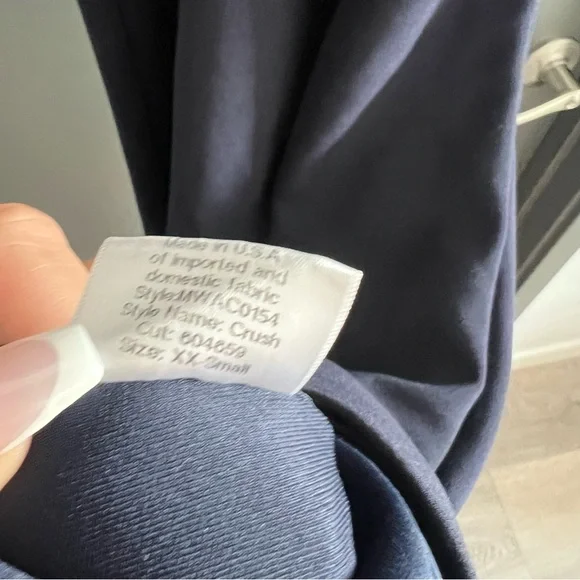 Made in U.S.A
of imported and
domestic fabric
Style:MWAC0154
Style Name: Crush
Cut: 604659
Size: XX-Small